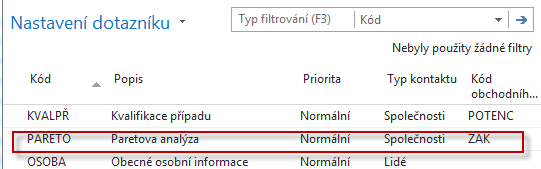 Nastavení dotazníku
Typ filtrování (F3) Kód
Nebyly použity žádné filtry
Kód Popis Priorita Typ kontaktu Kód obchodníh...
KVALPŘ Kvalifikace případu Normální Společnosti POTENC
PARETO Paretova analýza Normální Společnosti ZÁK
OSOBA Obecné osobní informace Normální Lidé